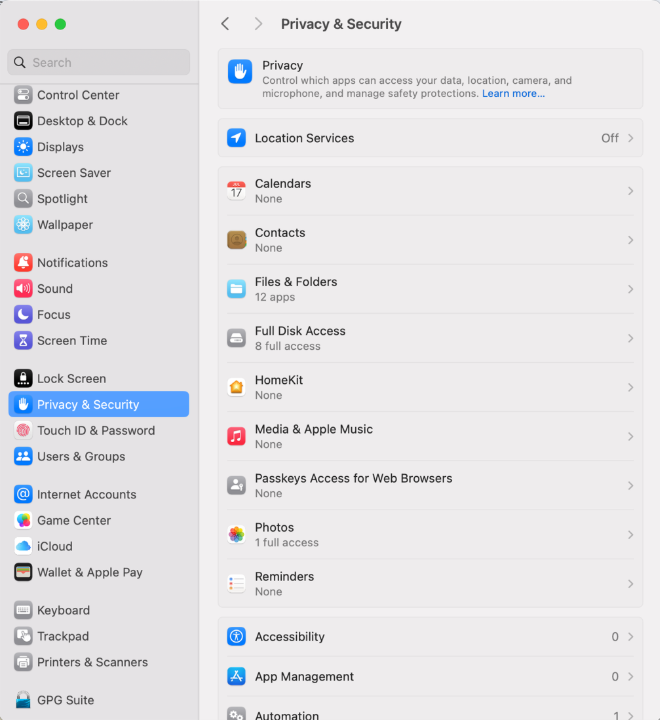 Search
Control Center
Desktop & Dock
Displays
Screen Saver
Spotlight
Wallpaper
Notifications
Sound
Focus
Screen Time
Lock Screen
Privacy & Security
Touch ID & Password
Users & Groups
Internet Accounts
Game Center
iCloud
Wallet & Apple Pay
Keyboard
Trackpad
Printers & Scanners
GPG Suite
Privacy & Security
Privacy
Control which apps can access your data, location, camera, and
microphone, and manage safety protections. Learn more...
Location Services
Off
17
Calendars
None
Contacts
None
Files & Folders
12 apps
Full Disk Access
8 full access
HomeKit
None
Media & Apple Music
None
Passkeys Access for Web Browsers
None
Photos
1 full access
Reminders
None
Accessibility
0
App Management
0
Automation
1